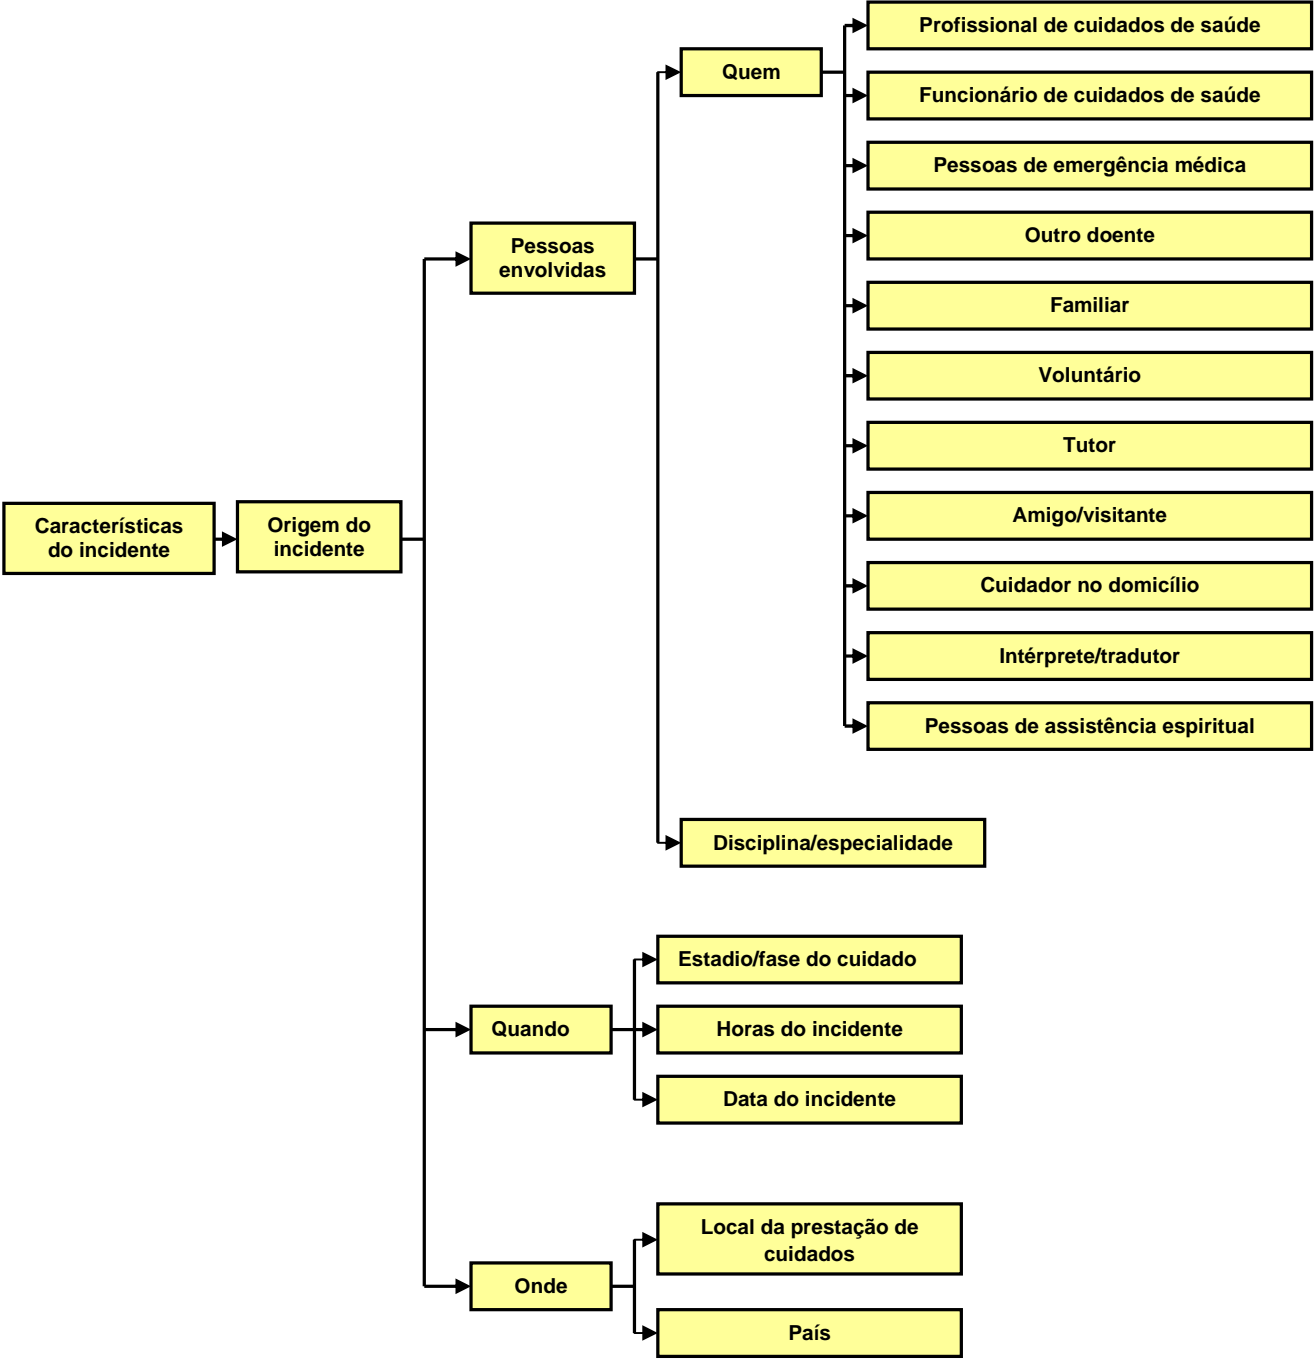 Profissional de cuidados de saúde
Quem
Funcionário de cuidados de saúde
Pessoas de emergência médica
Pessoas
envolvidas
Outro doente
Familiar
Voluntário
Tutor
Características
do incidente
Origem do
incidente
Amigo/visitante
Cuidador no domicílio
Intérprete/tradutor
Pessoas de assistência espiritual
Disciplina/especialidade
Estadio/fase do cuidado
Quando
Horas do incidente
Data do incidente
Local da prestação de
cuidados
Onde
País